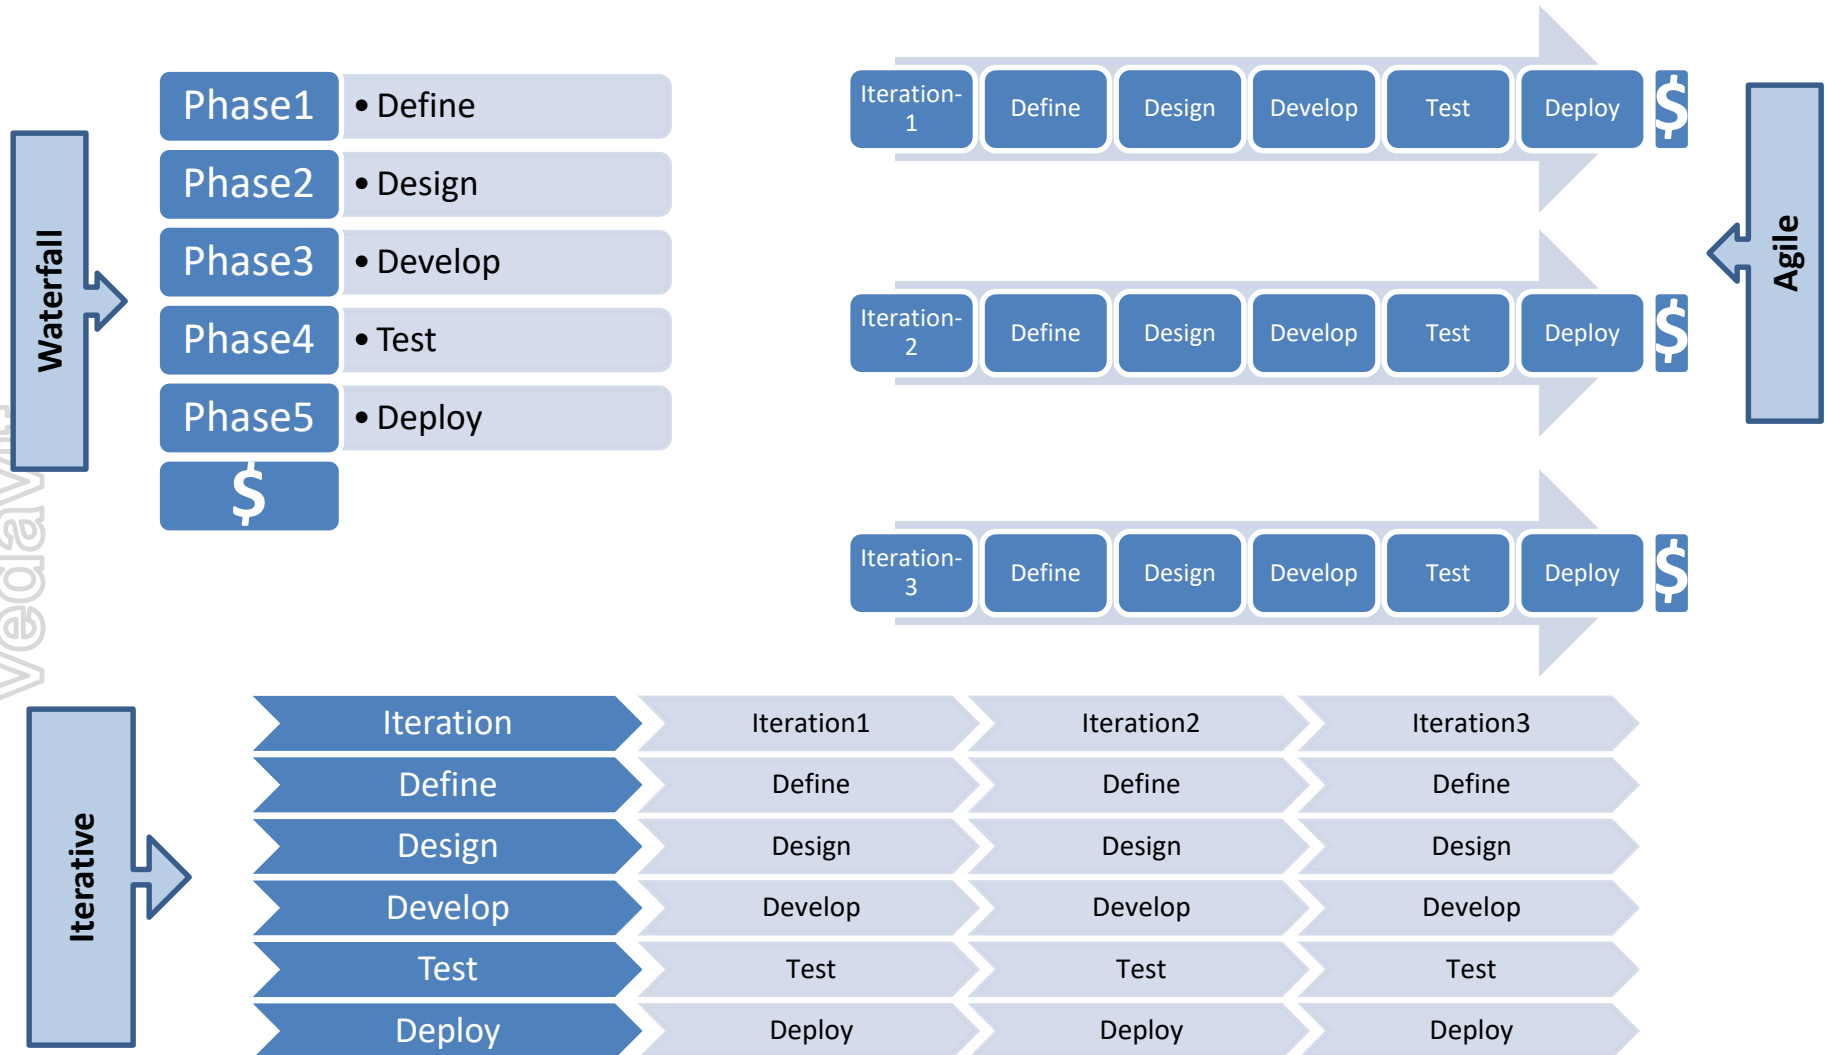 Waterfall
Phase1
• Define
Phase2
• Design
Phase3
• Develop
Phase4
• Test
Phase5
• Deploy
$
Agile
Iteration-
1
Define
Design
Develop
Test
Deploy
$
Iteration-
2
Define
Design
Develop
Test
Deploy
$
Iteration-
3
Define
Design
Develop
Test
Deploy
$
Iterative
Iteration
Iteration1
Iteration2
Iteration3
Define
Define
Define
Define
Design
Design
Design
Design
Develop
Develop
Develop
Develop
Test
Test
Test
Test
Deploy
Deploy
Deploy
Deploy